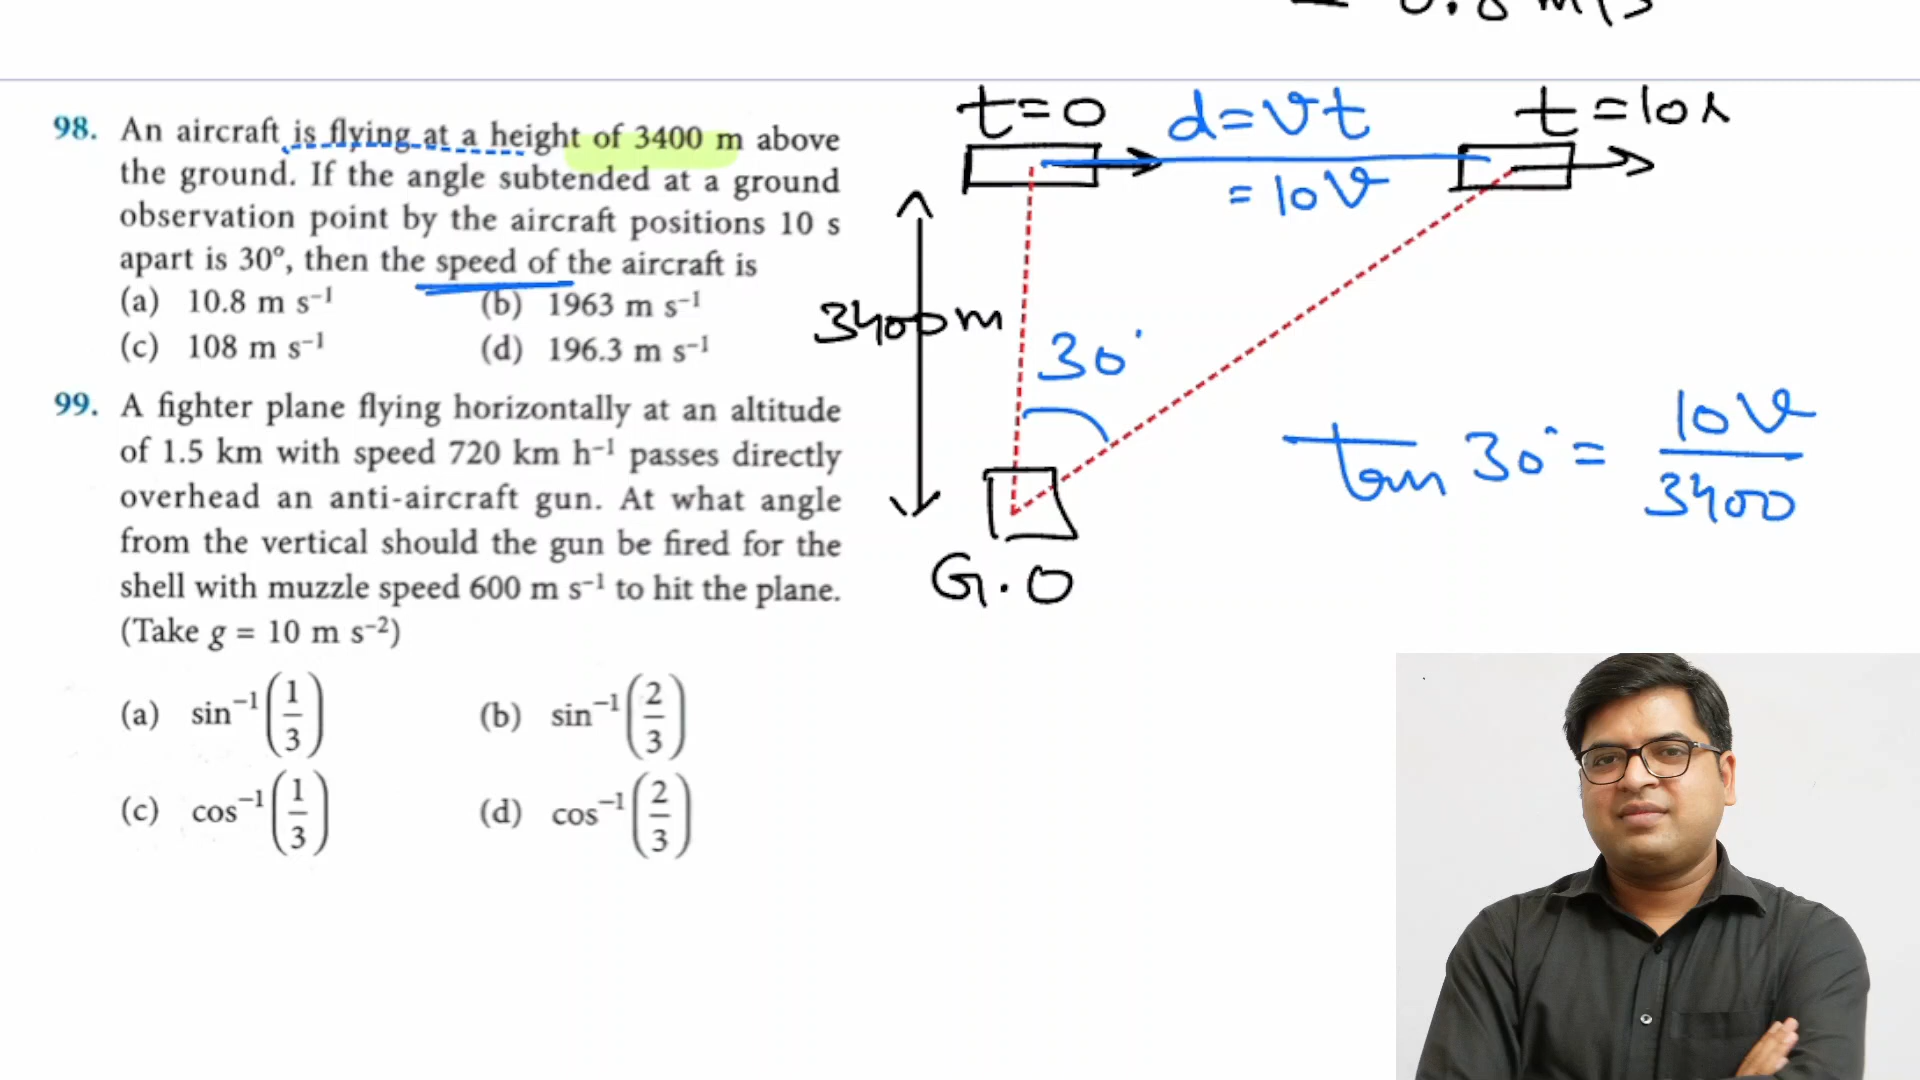 = 0.8 m/s
98. An aircraft is flying at a height of 3400 m above
the ground. If the angle subtended at a ground
observation point by the aircraft positions 10 s
apart is 30°, then the speed of the aircraft is
(a) 10.8 m s⁻¹ (b) 1963 m s⁻¹
(c) 108 m s⁻¹ (d) 196.3 m s⁻¹
99. A fighter plane flying horizontally at an altitude
of 1.5 km with speed 720 km h⁻¹ passes directly
overhead an anti-aircraft gun. At what angle
from the vertical should the gun be fired for the
shell with muzzle speed 600 m s⁻¹ to hit the plane.
(Take g = 10 m s⁻²)
(a) sin⁻¹(1/3) (b) sin⁻¹(2/3)
(c) cos⁻¹(1/3) (d) cos⁻¹(2/3)
t=0
d=vt
= 10v
t=10s
3400m
30°
G.O
tan 30° = 10v/3400